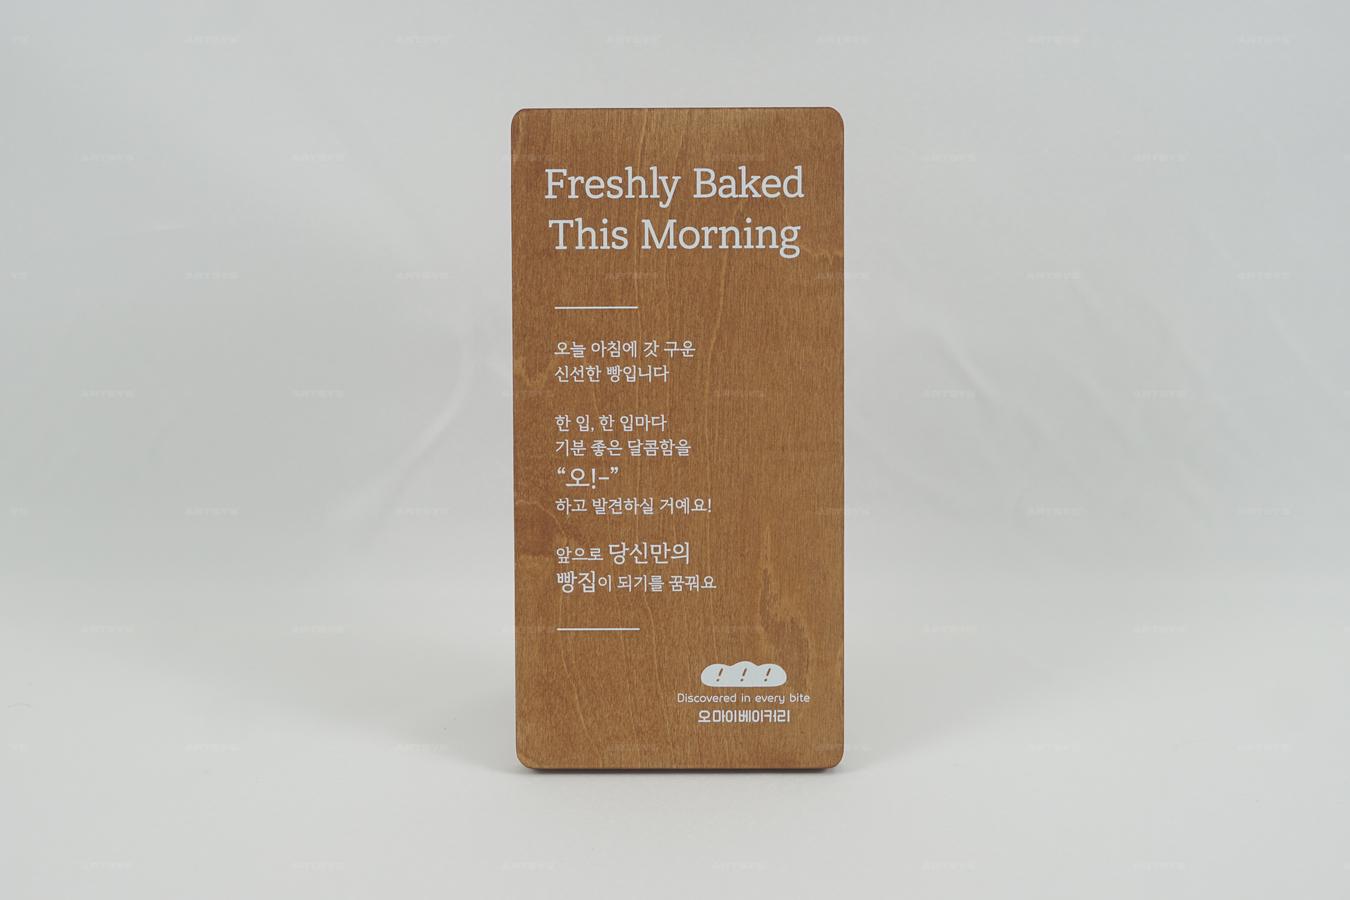 Freshly Baked
This Morning
오늘 아침에 갓 구운
신선한 빵입니다
한 입, 한 입마다
기분 좋은 달콤함을
“오!-”
하고 발견하실 거예요!
앞으로 당신만의
빵집이 되기를 꿈꿔요
Discovered in every bite
오마이베이커리